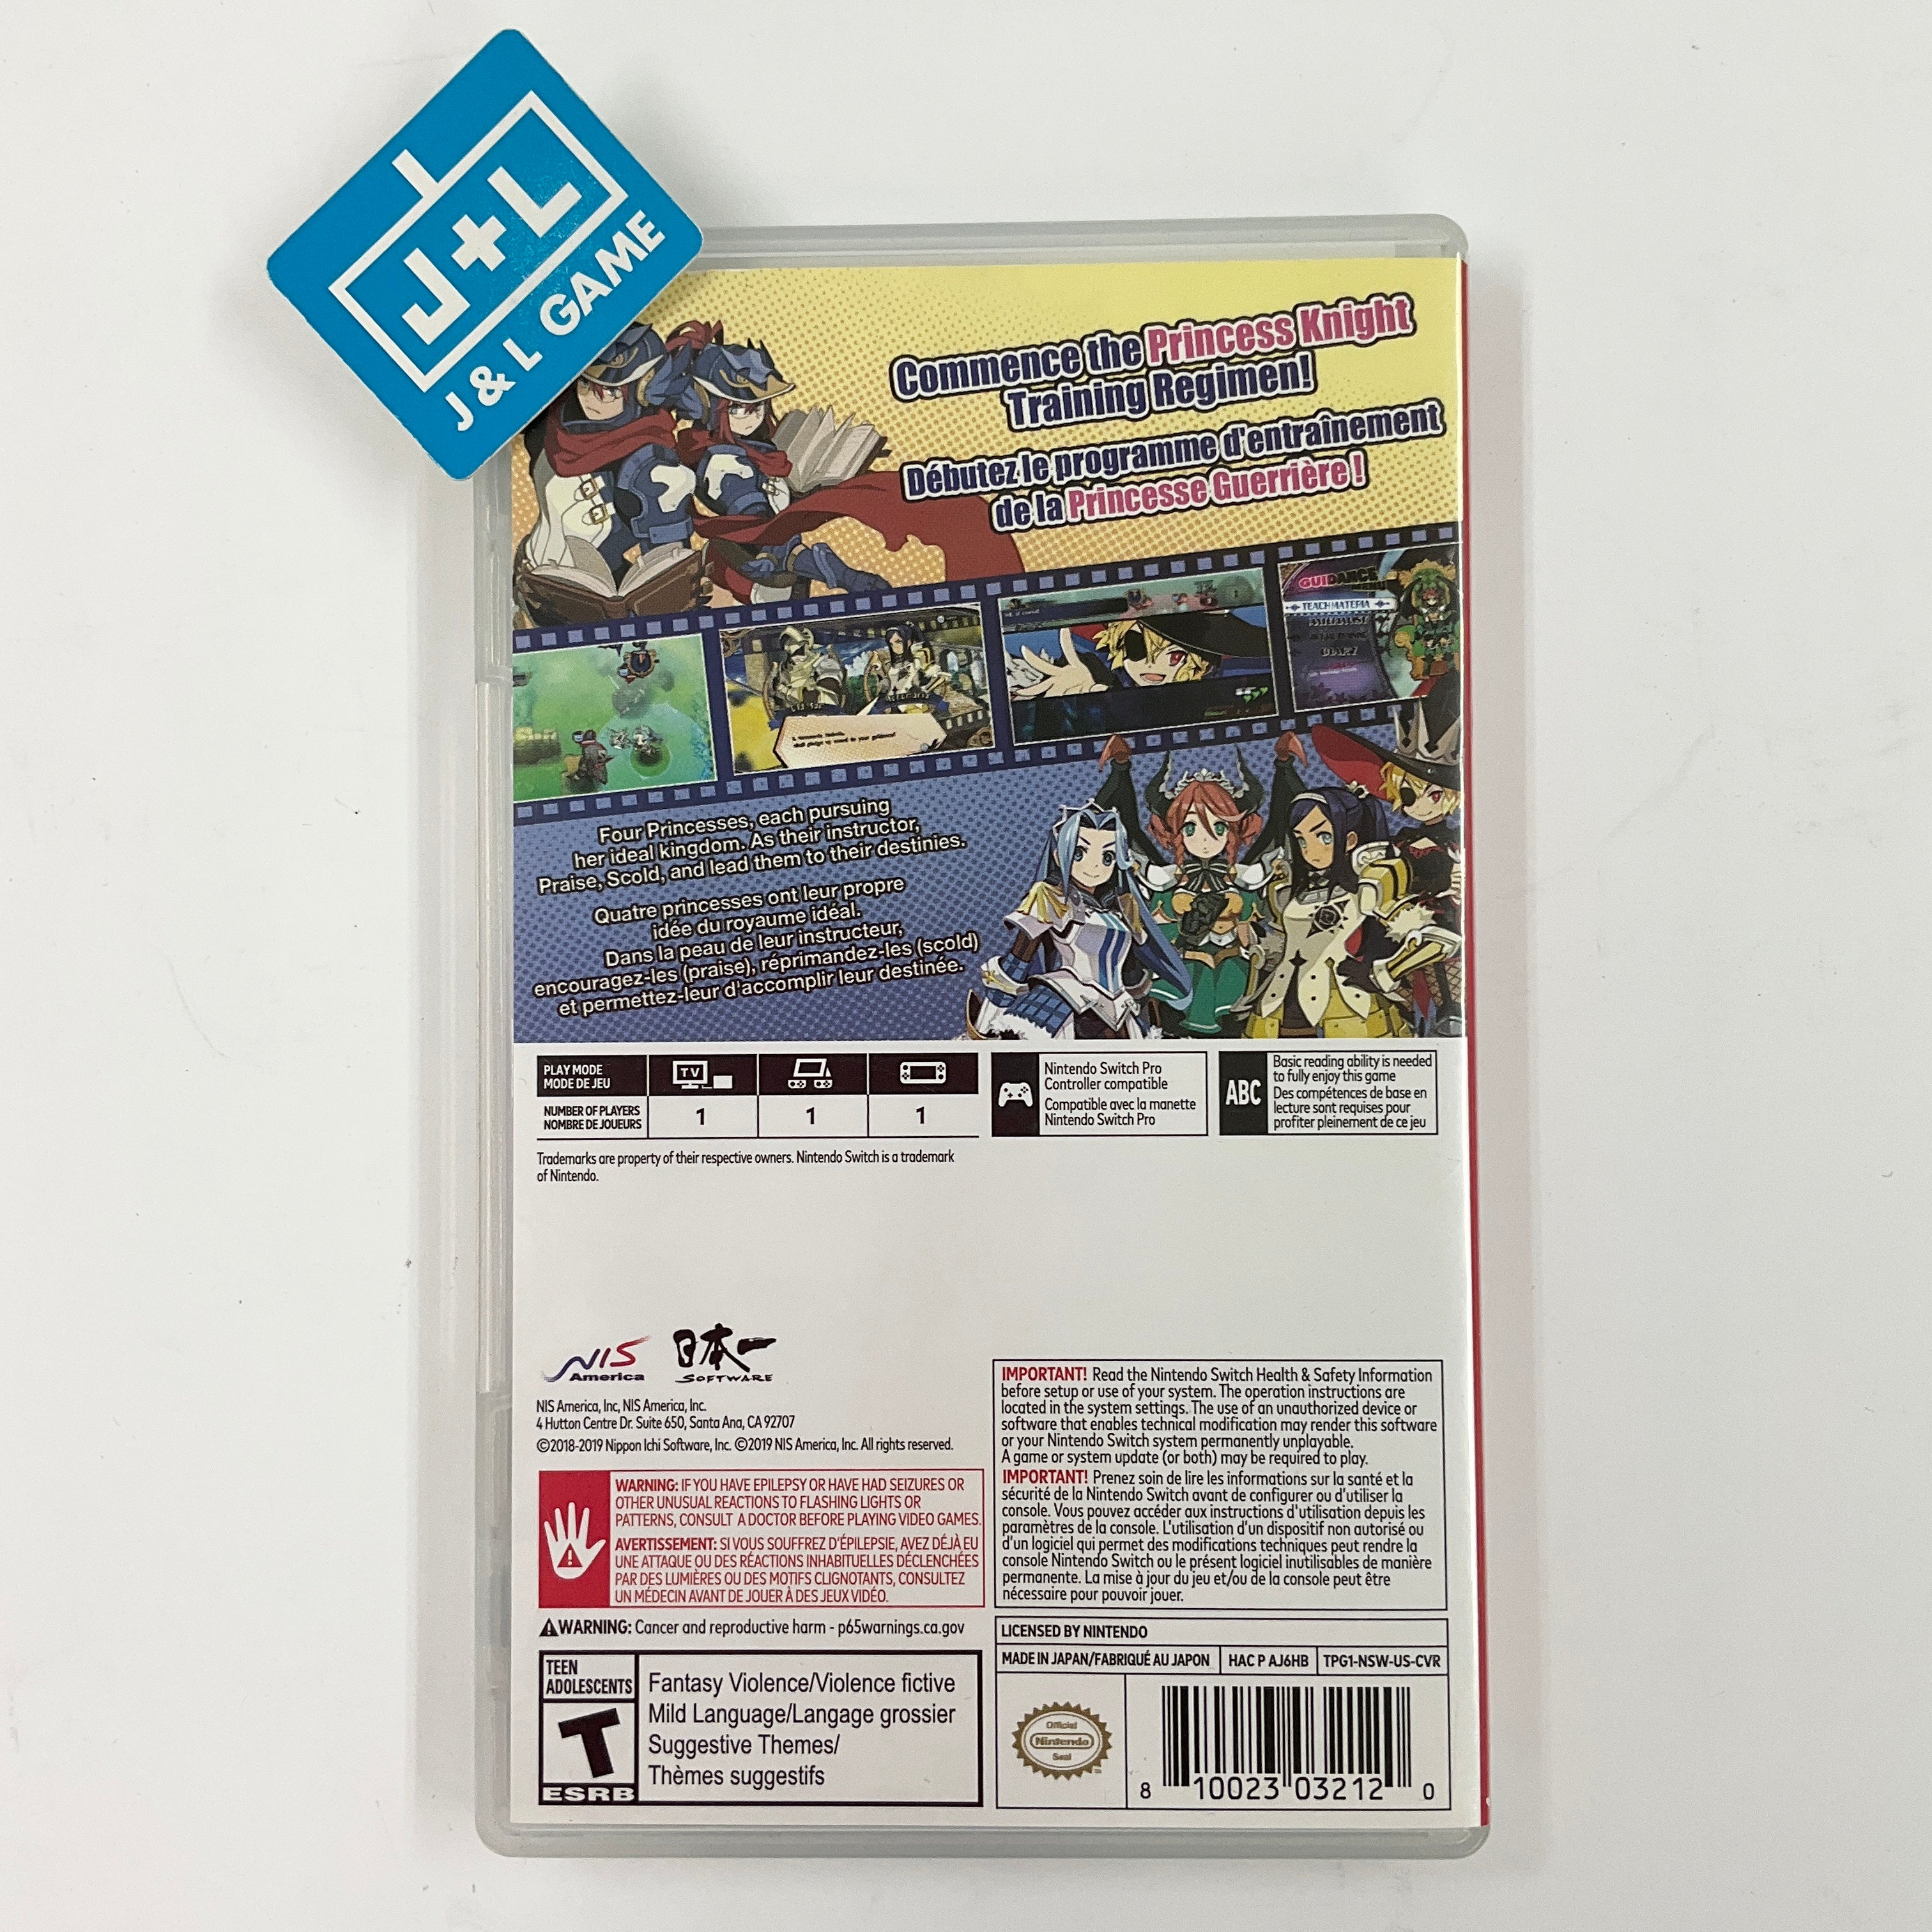 J+L
J & L GAME
Commence the Princess Knight
Training Regimen!
Débutez le programme d'entraînement
de la Princesse Guerrière !
GUIDANCE
TEACH MATERIA
DIARY
Four Princesses, each pursuing
her ideal kingdom. As their instructor,
Praise, Scold, and lead them to their destinies.
Quatre princesses ont leur propre
idée du royaume idéal.
Dans la peau de leur instructeur,
encouragez-les (praise), réprimandez-les (scold)
et permettez-leur d'accomplir leur destinée.
PLAY MODE
MODE DE JEU
TV
NUMBER OF PLAYERS
NOMBRE DE JOUEURS
1 1 1
Nintendo Switch Pro
Controller compatible
Compatible avec la manette
Nintendo Switch Pro
ABC
Basic reading ability is needed
to fully enjoy this game
Des compétences de base en
lecture sont requises pour
profiter pleinement de ce jeu
Trademarks are property of their respective owners. Nintendo Switch is a trademark
of Nintendo.
NIS
America
日本一
SOFTWARE
NIS America, Inc, NIS America, Inc.
4 Hutton Centre Dr. Suite 650, Santa Ana, CA 92707
©2018-2019 Nippon Ichi Software, Inc. ©2019 NIS America, Inc. All rights reserved.
WARNING: IF YOU HAVE EPILEPSY OR HAVE HAD SEIZURES OR
OTHER UNUSUAL REACTIONS TO FLASHING LIGHTS OR
PATTERNS, CONSULT A DOCTOR BEFORE PLAYING VIDEO GAMES.
AVERTISSEMENT: SI VOUS SOUFFREZ D'ÉPILEPSIE, AVEZ DÉJÀ EU
UNE ATTAQUE OU DES RÉACTIONS INHABITUELLES DÉCLENCHÉES
PAR DES LUMIÈRES OU DES MOTIFS CLIGNOTANTS, CONSULTEZ
UN MÉDECIN AVANT DE JOUER À DES JEUX VIDÉO.
WARNING: Cancer and reproductive harm - p65warnings.ca.gov
TEEN
ADOLESCENTS
T
ESRB
Fantasy Violence/Violence fictive
Mild Language/Langage grossier
Suggestive Themes/
Thèmes suggestifs
IMPORTANT! Read the Nintendo Switch Health & Safety Information
before setup or use of your system. The operation instructions are
located in the system settings. The use of an unauthorized device or
software that enables technical modification may render this software
or your Nintendo Switch system permanently unplayable.
A game or system update (or both) may be required to play.
IMPORTANT! Prenez soin de lire les informations sur la santé et la
sécurité de la Nintendo Switch avant de configurer ou d'utiliser la
console. Vous pouvez accéder aux instructions d'utilisation depuis les
paramètres de la console. L'utilisation d'un dispositif non autorisé ou
d'un logiciel qui permet des modifications techniques peut rendre la
console Nintendo Switch ou le présent logiciel inutilisables de manière
permanente. La mise à jour du jeu et/ou de la console peut être
nécessaire pour pouvoir jouer.
LICENSED BY NINTENDO
MADE IN JAPAN/FABRIQUÉ AU JAPON HAC P AJ6HB TPG1-NSW-US-CVR
Official
Nintendo
Seal
8 10023 03212 0